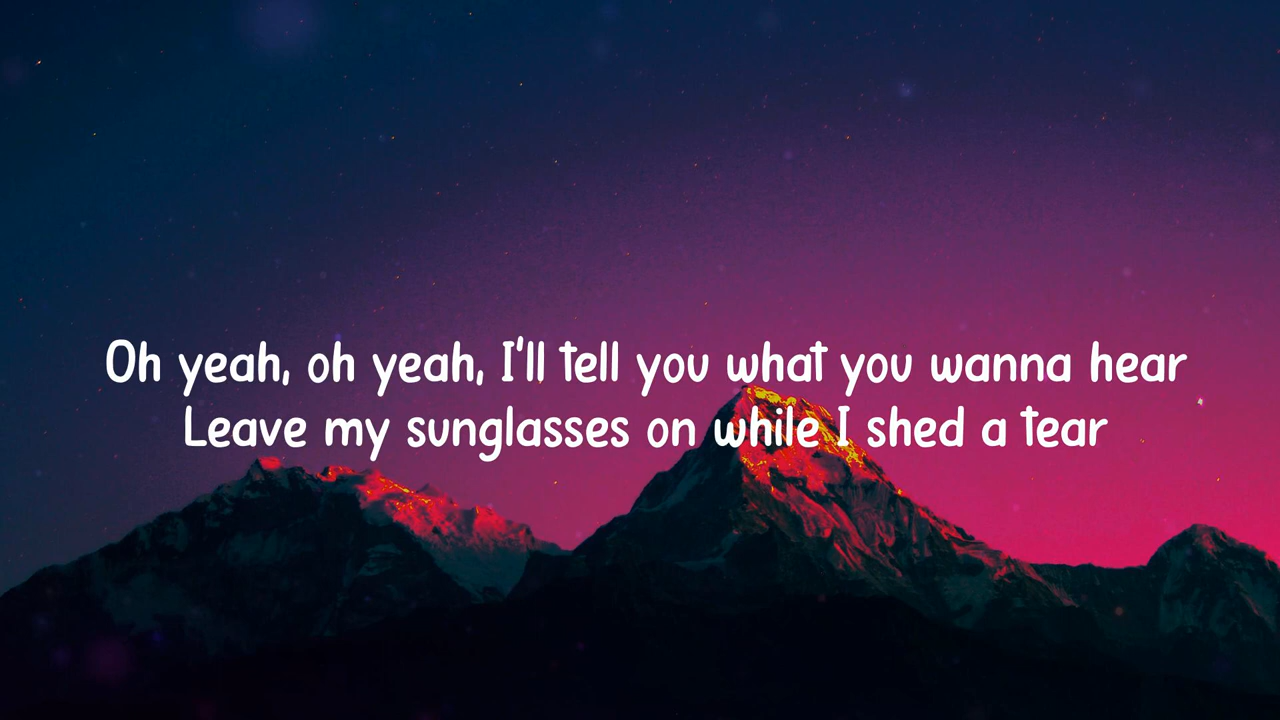 Oh yeah, oh yeah, I'll tell you what you wanna hear
Leave my sunglasses on while I shed a tear